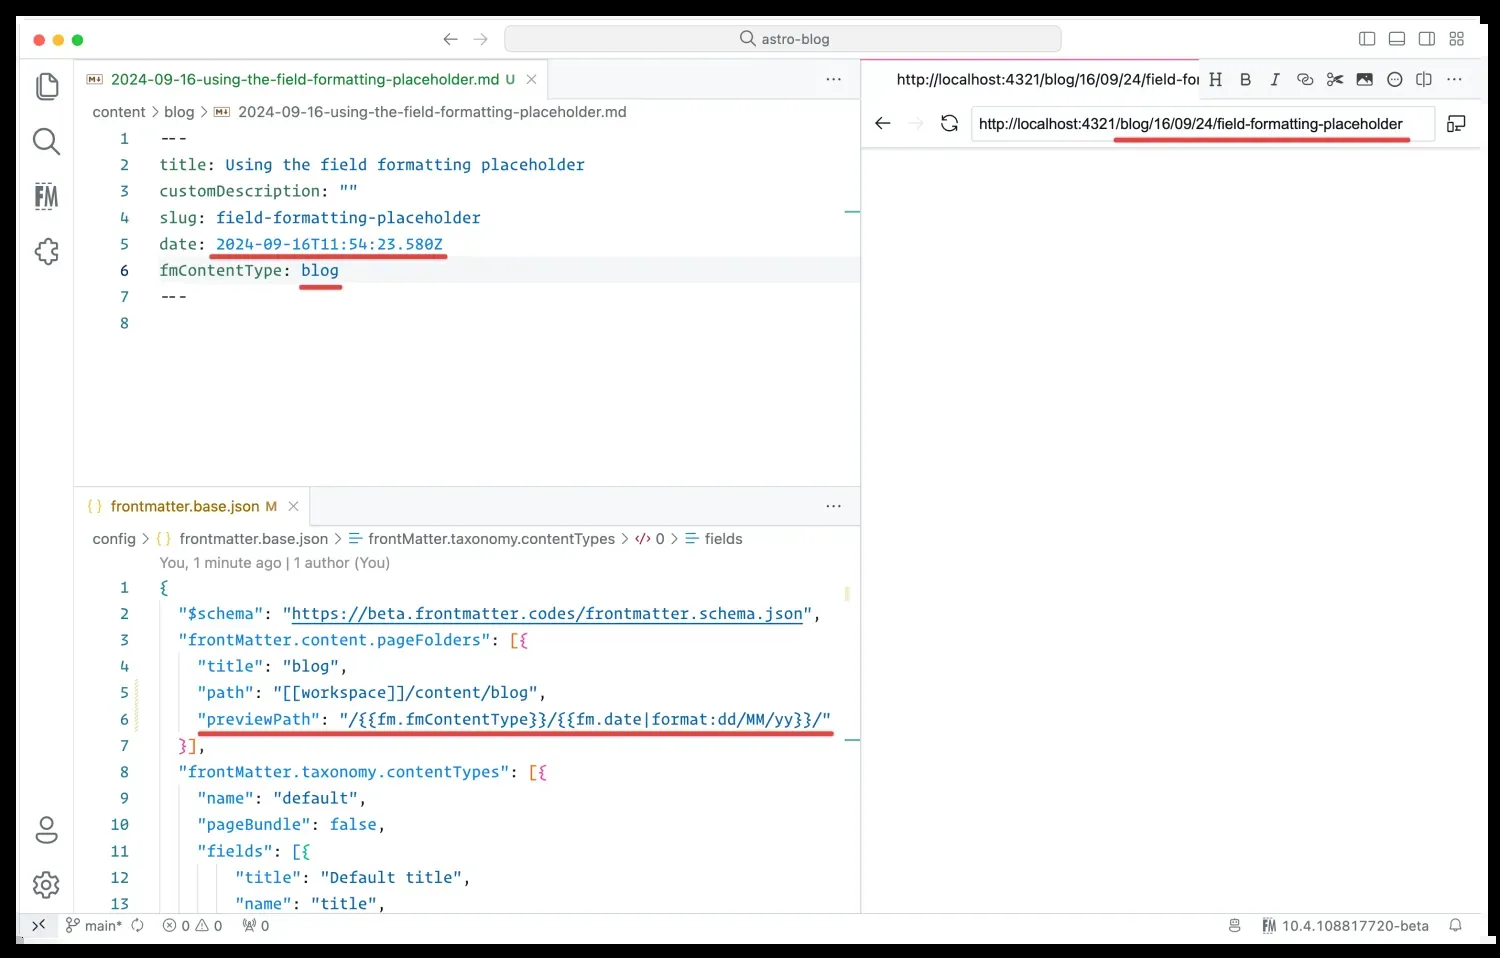 astro-blog
2024-09-16-using-the-field-formatting-placeholder.md U
content > blog > 2024-09-16-using-the-field-formatting-placeholder.md
1 ---
2 title: Using the field formatting placeholder
3 customDescription: ""
4 slug: field-formatting-placeholder
5 date: 2024-09-16T11:54:23.580Z
6 fmContentType: blog
7 ---
8
frontmatter.base.json M
config > {} frontmatter.base.json > frontMatter.taxonomy.contentTypes > 0 > fields
You, 1 minute ago | 1 author (You)
1 {
2 "$schema": "https://beta.frontmatter.codes/frontmatter.schema.json",
3 "frontMatter.content.pageFolders": [{
4 "title": "blog",
5 "path": "[[workspace]]/content/blog",
6 "previewPath": "/{{fm.fmContentType}}/{{fm.date|format:dd/MM/yy}}/"
7 }],
8 "frontMatter.taxonomy.contentTypes": [{
9 "name": "default",
10 "pageBundle": false,
11 "fields": [{
12 "title": "Default title",
13 "name": "title",
http://localhost:4321/blog/16/09/24/field-for
H B I
http://localhost:4321/blog/16/09/24/field-formatting-placeholder
FM
main* 0 0 0
FM 10.4.108817720-beta